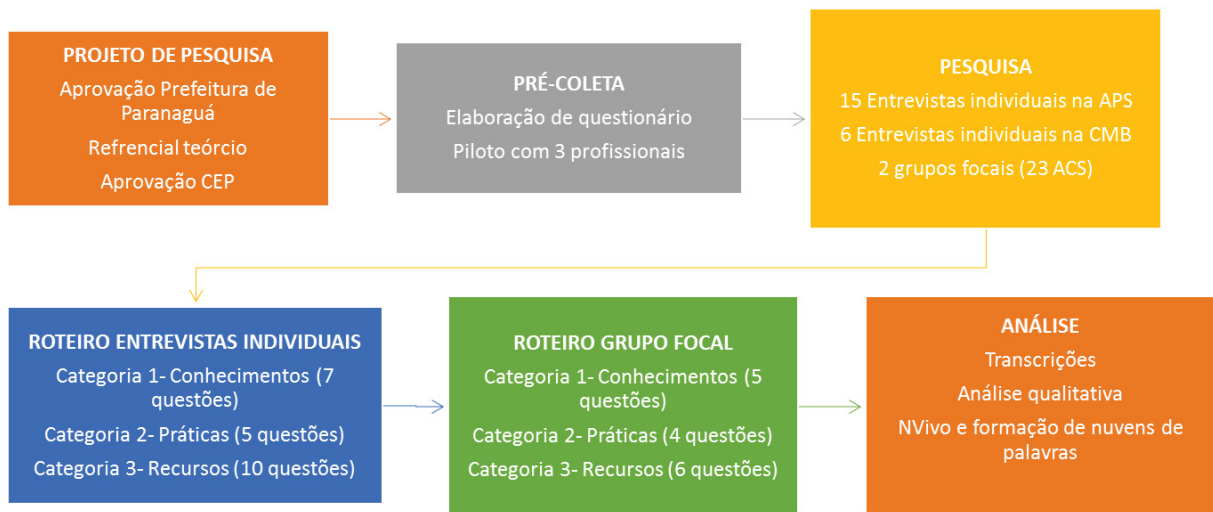 PROJETO DE PESQUISA
Aprovação Prefeitura de
Paranaguá
Refrencial teórcio
Aprovação CEP
PRÉ-COLETA
Elaboração de questionário
Piloto com 3 profissionais
PESQUISA
15 Entrevistas individuais na APS
6 Entrevistas individuais na CMB
2 grupos focais (23 ACS)
ROTEIRO ENTREVISTAS INDIVIDUAIS
Categoria 1- Conhecimentos (7
questões)
Categoria 2- Práticas (5 questões)
Categoria 3- Recursos (10 questões)
ROTEIRO GRUPO FOCAL
Categoria 1- Conhecimentos (5
questões)
Categoria 2- Práticas (4 questões)
Categoria 3- Recursos (6 questões)
ANÁLISE
Transcrições
Análise qualitativa
NVivo e formação de nuvens de
palavras